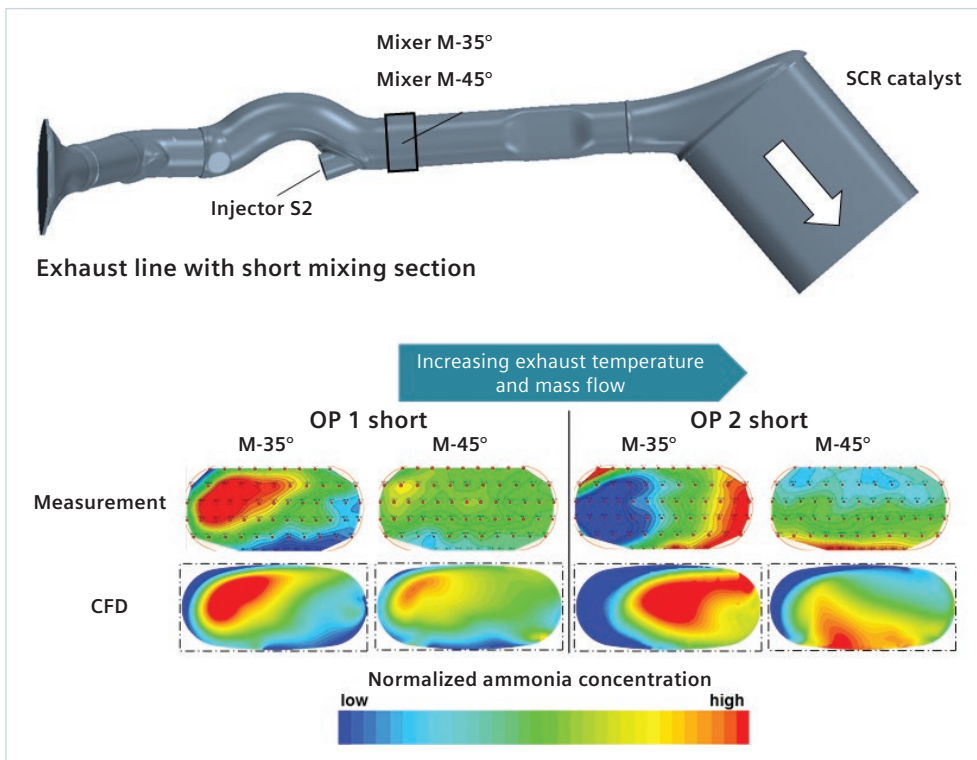 Mixer M-35°
Mixer M-45°
SCR catalyst
Injector S2
Exhaust line with short mixing section
Increasing exhaust temperature
and mass flow
OP 1 short
OP 2 short
M-35°
M-45°
M-35°
M-45°
Measurement
CFD
Normalized ammonia concentration
low
high